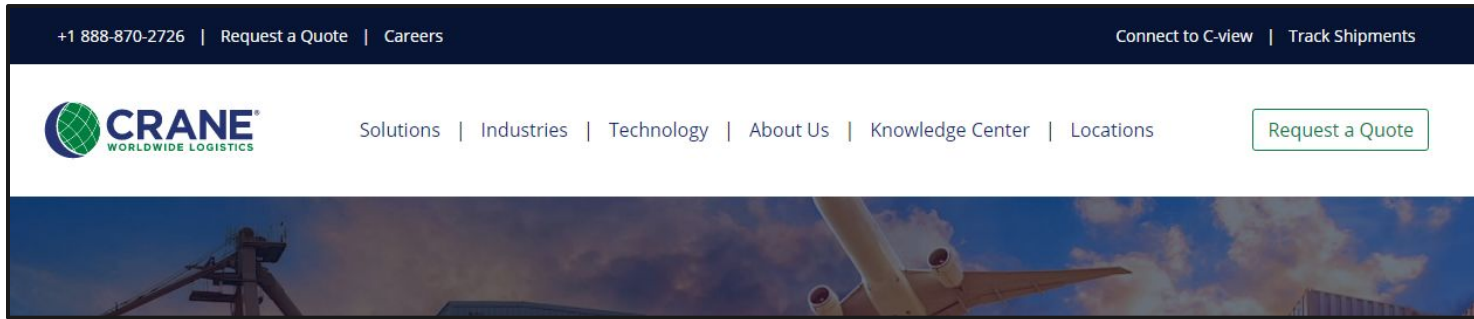 +1 888-870-2726 | Request a Quote | Careers
Connect to C-view | Track Shipments
CRANE®
WORLDWIDE LOGISTICS
Solutions | Industries | Technology | About Us | Knowledge Center | Locations
Request a Quote